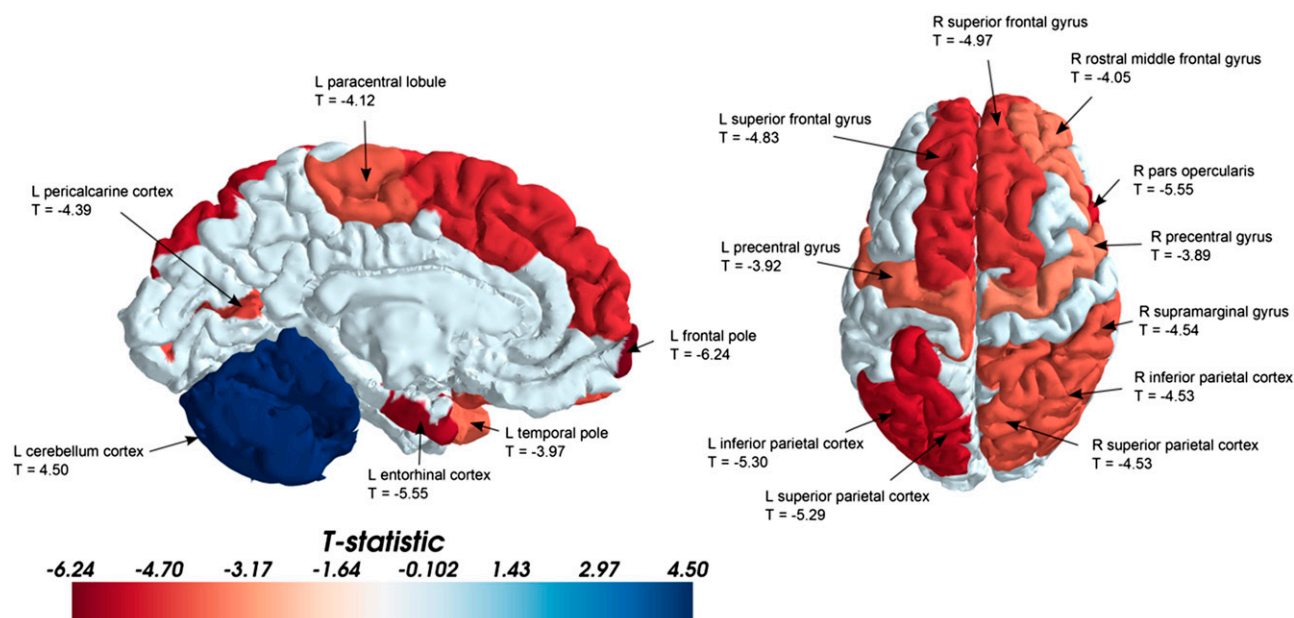 R superior frontal gyrus
T = -4.97
R rostral middle frontal gyrus
T = -4.05
L paracentral lobule
T = -4.12
L superior frontal gyrus
T = -4.83
L pericalcarine cortex
T = -4.39
R pars opercularis
T = -5.55
L precentral gyrus
T = -3.92
R precentral gyrus
T = -3.89
R supramarginal gyrus
T = -4.54
L frontal pole
T = -6.24
R inferior parietal cortex
T = -4.53
L cerebellum cortex
T = 4.50
L temporal pole
T = -3.97
L entorhinal cortex
T = -5.55
L inferior parietal cortex
T = -5.30
R superior parietal cortex
T = -4.53
L superior parietal cortex
T = -5.29
T-statistic
-6.24 -4.70 -3.17 -1.64 -0.102 1.43 2.97 4.50